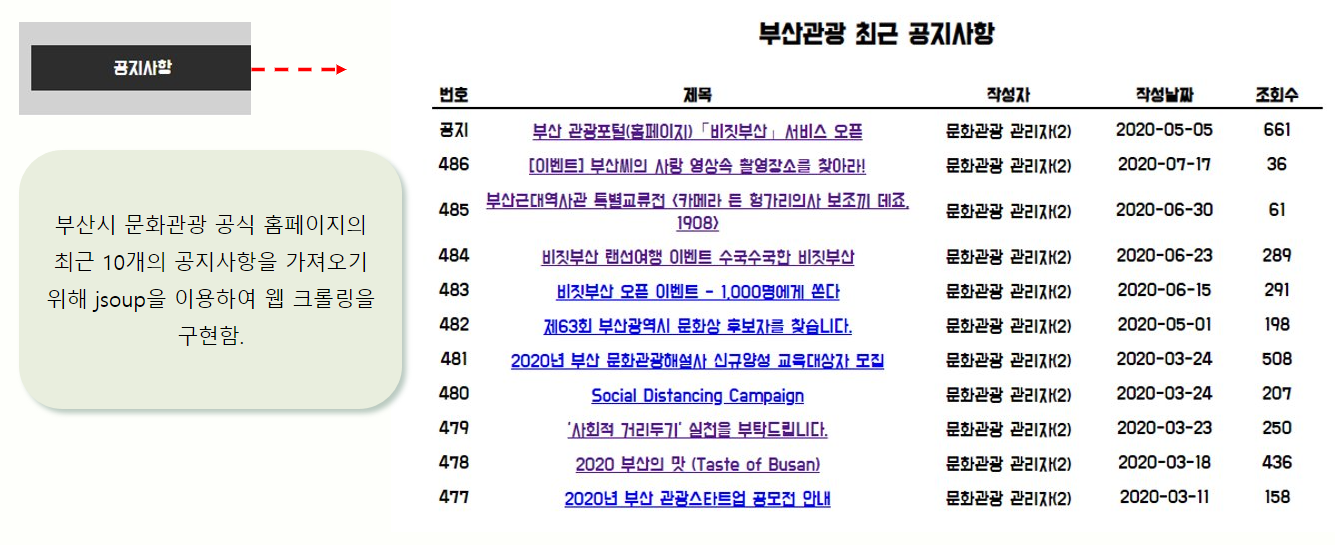 공지사항
부산시 문화관광 공식 홈페이지의
최근 10개의 공지사항을 가져오기
위해 jsoup을 이용하여 웹 크롤링을
구현함.
부산관광 최근 공지사항
번호 제목 작성자 작성날짜 조회수
공지 부산 관광포털(홈페이지)「비짓부산」서비스 오픈 문화관광 관리자(2) 2020-05-05 661
486 [이벤트] 부산씨의 사랑 영상속 촬영장소를 찾아라! 문화관광 관리자(2) 2020-07-17 36
485 부산근대역사관 특별교류전 <카메라 든 헝가리의사 보조끼 데죠, 문화관광 관리자(2) 2020-06-30 61
1908>
484 비짓부산 랜선여행 이벤트 수국수국한 비짓부산 문화관광 관리자(2) 2020-06-23 289
483 비짓부산 오픈 이벤트 - 1,000명에게 쏜다 문화관광 관리자(2) 2020-06-15 291
482 제63회 부산광역시 문화상 후보자를 찾습니다. 문화관광 관리자(2) 2020-05-01 198
481 2020년 부산 문화관광해설사 신규양성 교육대상자 모집 문화관광 관리자(2) 2020-03-24 508
480 Social Distancing Campaign 문화관광 관리자(2) 2020-03-24 207
479 '사회적 거리두기' 실천을 부탁드립니다. 문화관광 관리자(2) 2020-03-23 250
478 2020 부산의 맛 (Taste of Busan) 문화관광 관리자(2) 2020-03-18 436
477 2020년 부산 관광스타트업 공모전 안내 문화관광 관리자(2) 2020-03-11 158